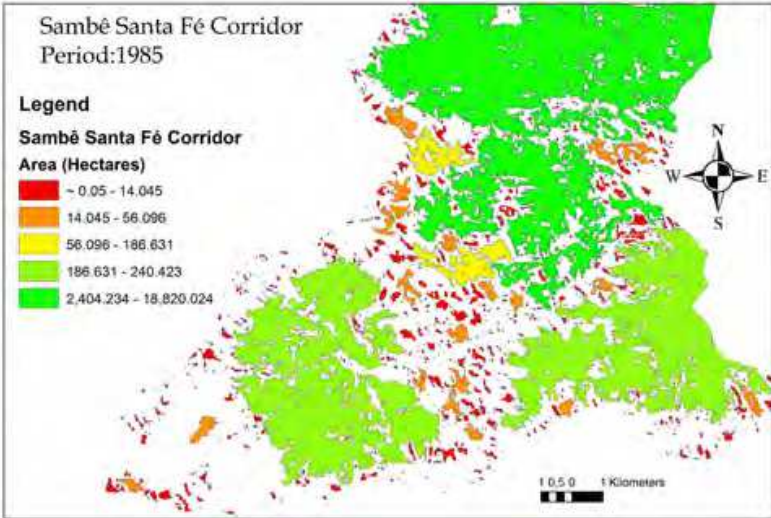 Sambê Santa Fé Corridor
Period:1985
Legend
Sambê Santa Fé Corridor
Area (Hectares)
~ 0.05 - 14.045
14.045 - 56.096
56.096 - 186.631
186.631 - 240.423
2,404.234 - 18,820.024
N
W E
S
1 0,5 0 1 Kilometers